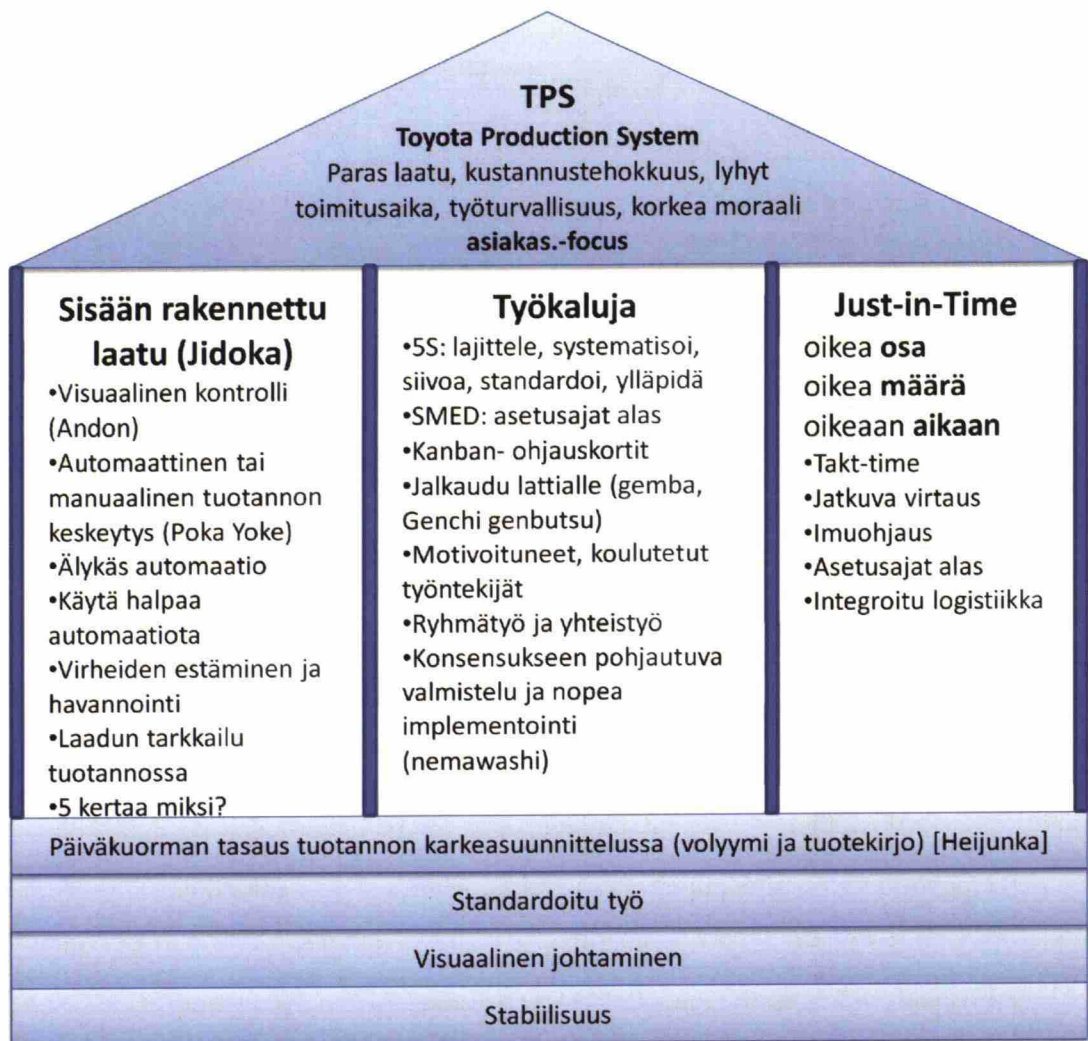 TPS
Toyota Production System
Paras laatu, kustannustehokkuus, lyhyt
toimitusaika, työturvallisuus, korkea moraali
asiakas.-focus
Sisään rakennettu
laatu (Jidoka)
•Visuaalinen kontrolli
(Andon)
•Automaattinen tai
manuaalinen tuotannon
keskeytys (Poka Yoke)
•Älykäs automaatio
•Käytä halpaa
automaatiota
•Virheiden estäminen ja
havannointi
•Laadun tarkkailu
tuotannossa
•5 kertaa miksi?
Työkaluja
•5S: lajittele, systematisoi,
siivoa, standardoi, ylläpidä
•SMED: asetusajat alas
•Kanban- ohjauskortit
•Jalkaudu lattialle (gemba,
Genchi genbutsu)
•Motivoituneet, koulutetut
työntekijät
•Ryhmätyö ja yhteistyö
•Konsensukseen pohjautuva
valmistelu ja nopea
implementointi
(nemawashi)
Just-in-Time
oikea osa
oikea määrä
oikeaan aikaan
•Takt-time
•Jatkuva virtaus
•Imuohjaus
•Asetusajat alas
•Integroitu logistiikka
Päiväkuorman tasaus tuotannon karkeasuunnittelussa (volyymi ja tuotekirjo) [Heijunka]
Standardoitu työ
Visuaalinen johtaminen
Stabiilisuus